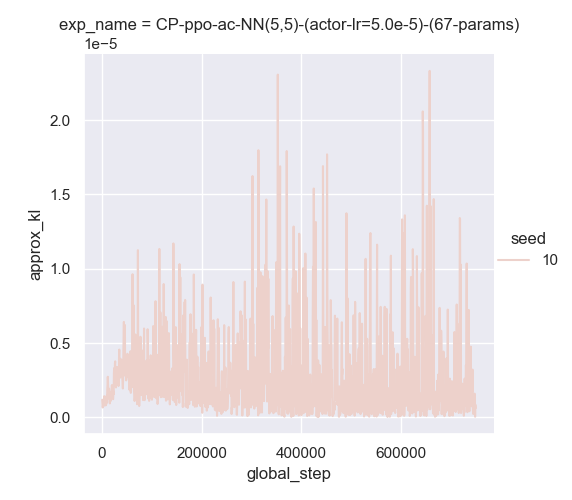 exp_name = CP-ppo-ac-NN(5,5)-(actor-lr=5.0e-5)-(67-params)
1e−5
2.0
1.5
1.0
0.5
0.0
approx_kl
0
200000
400000
600000
global_step
seed
10